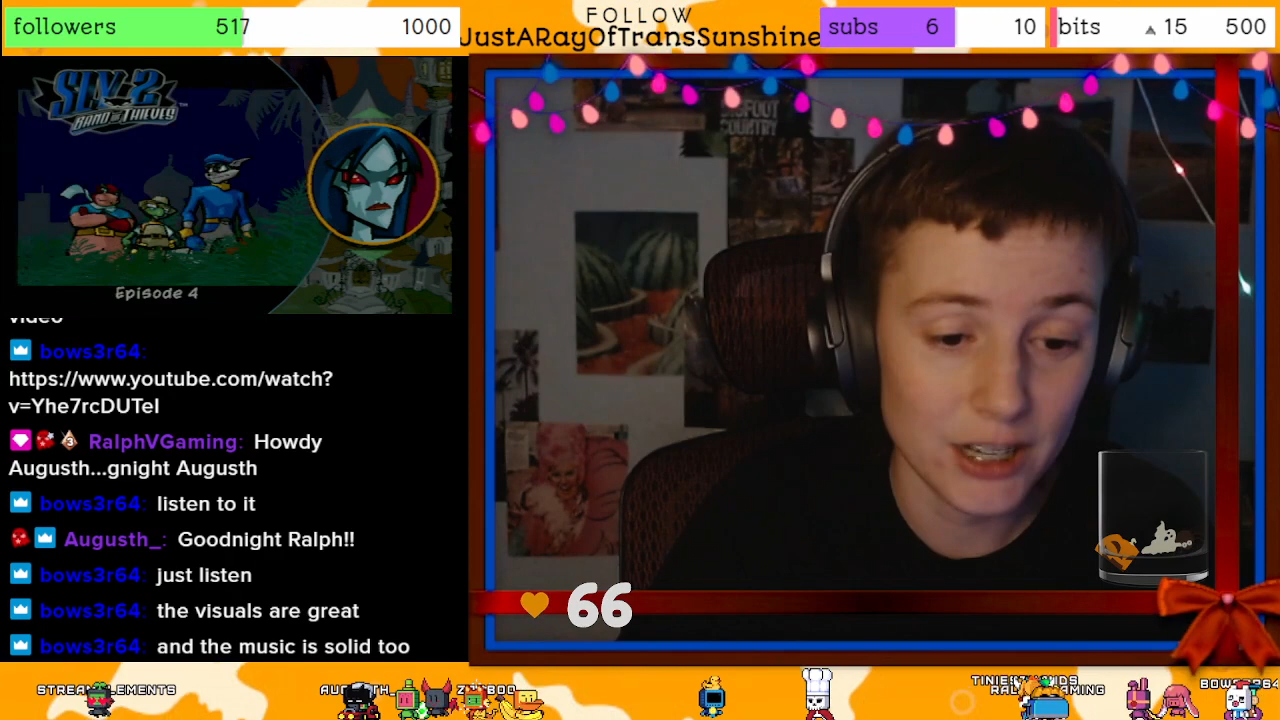 followers 517 1000
FOLLOW
JustARayOfTransSunshine
subs 6 10
bits 15 500
SLY 2
BAND OF THIEVES
Episode 4
BIGFOOT
COUNTRY
video
bows3r64:
https://www.youtube.com/watch?
v=Yhe7rcDUTeI
RalphVGaming: Howdy
Augusth...gnight Augusth
bows3r64: listen to it
Augusth_: Goodnight Ralph!!
bows3r64: just listen
bows3r64: the visuals are great
bows3r64: and the music is solid too
66